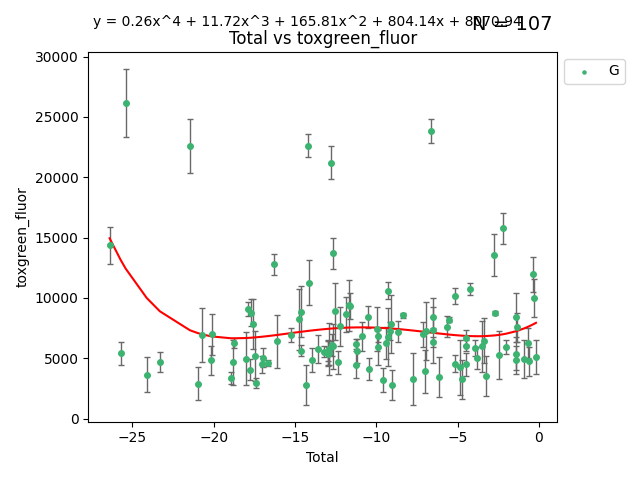 y = 0.26x^4 + 11.72x^3 + 165.81x^2 + 804.14x + 8070.94
N = 107
Total vs toxgreen_fluor
G
30000
25000
20000
15000
10000
5000
0
toxgreen_fluor
−25
−20
−15
−10
−5
0
Total